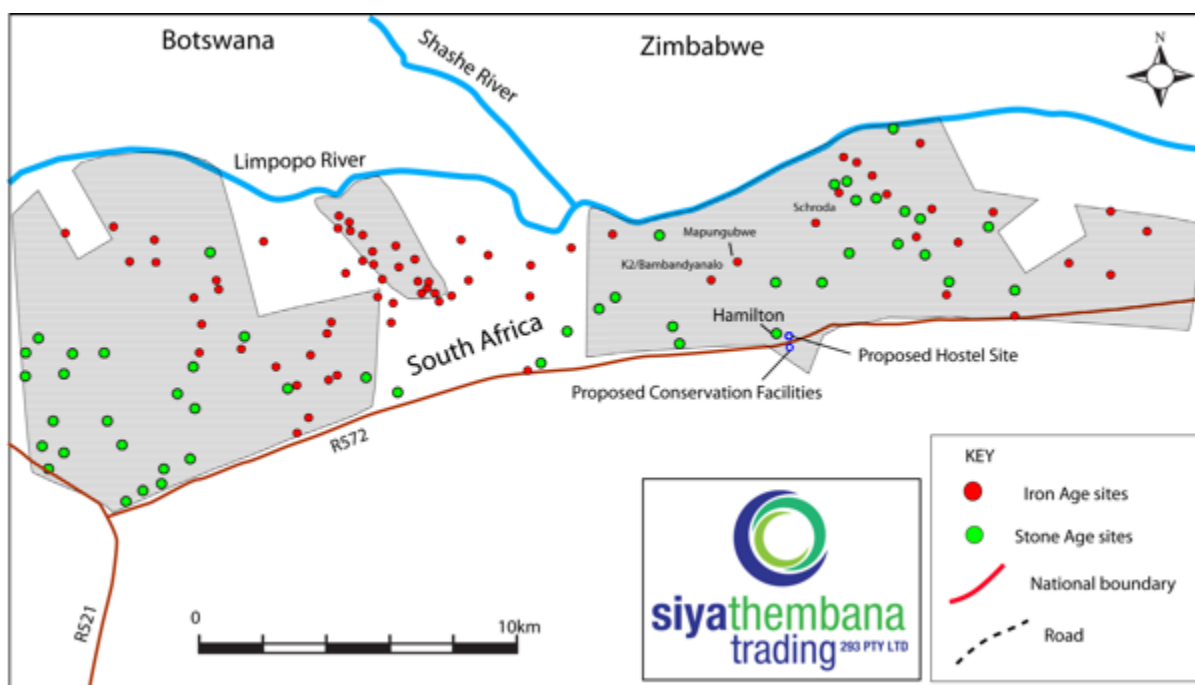 Botswana
Zimbabwe
N
Shashe River
Limpopo River
Schroda
Mapungubwe
K2/Bambandyanalo
Hamilton
South Africa
Proposed Hostel Site
Proposed Conservation Facilities
R572
R521
0
10km
siyathembana
trading 293 PTY LTD
KEY
Iron Age sites
Stone Age sites
National boundary
Road